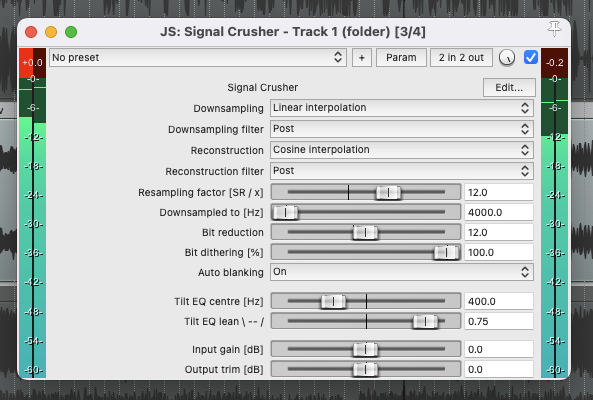 JS: Signal Crusher - Track 1 (folder) [3/4]
+0.0 No preset + Param 2 in 2 out -0.2
-0- -0-
Signal Crusher Edit...
-6- Downsampling Linear interpolation -6-
Downsampling filter Post
-12- -12-
Reconstruction Cosine interpolation
-18- Reconstruction filter Post -18-
-24- Resampling factor [SR / x] 12.0 -24-
Downsampled to [Hz] 4000.0
-30- Bit reduction 12.0 -30-
Bit dithering [%] 100.0
-36- -36-
Auto blanking On
-42- -42-
Tilt EQ centre [Hz] 400.0
-48- Tilt EQ lean \ -- / 0.75 -48-
-54- -54-
Input gain [dB] 0.0
-60- Output trim [dB] 0.0 -60-